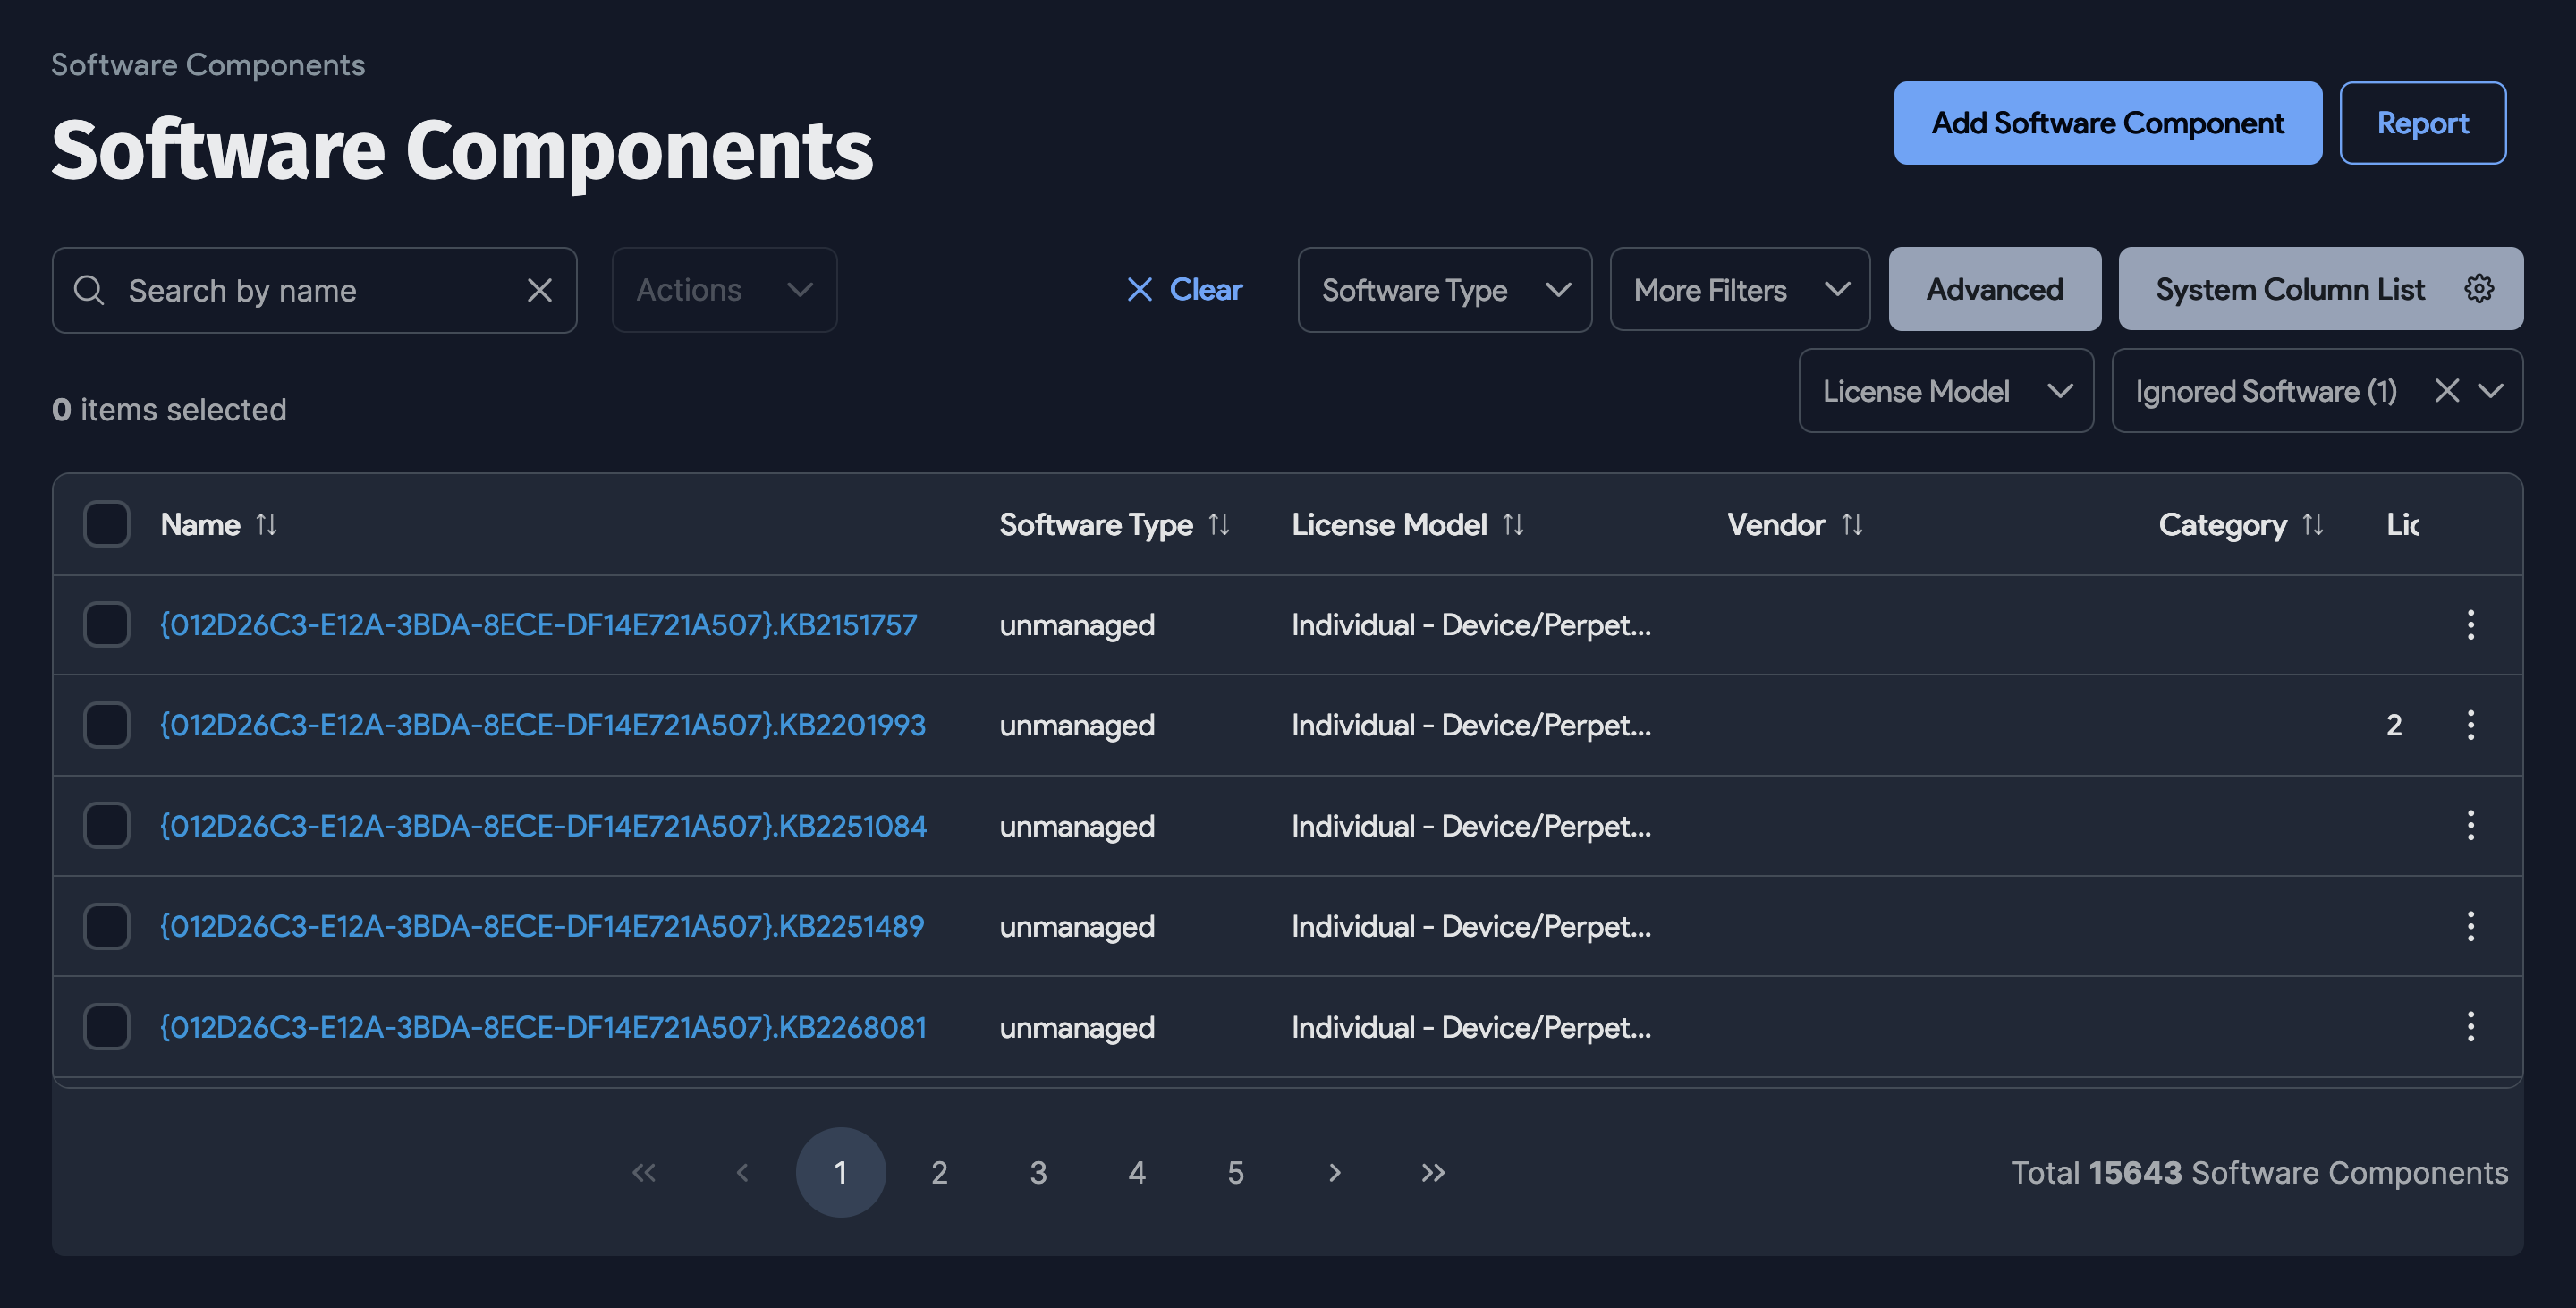 Software Components
Software Components
Add Software Component
Report
Search by name
Actions
Clear
Software Type
More Filters
Advanced
System Column List
License Model
Ignored Software (1)
0 items selected
Name Software Type License Model Vendor Category Lic
{012D26C3-E12A-3BDA-8ECE-DF14E721A507}.KB2151757 unmanaged Individual - Device/Perpet...
{012D26C3-E12A-3BDA-8ECE-DF14E721A507}.KB2201993 unmanaged Individual - Device/Perpet... 2
{012D26C3-E12A-3BDA-8ECE-DF14E721A507}.KB2251084 unmanaged Individual - Device/Perpet...
{012D26C3-E12A-3BDA-8ECE-DF14E721A507}.KB2251489 unmanaged Individual - Device/Perpet...
{012D26C3-E12A-3BDA-8ECE-DF14E721A507}.KB2268081 unmanaged Individual - Device/Perpet...
1 2 3 4 5
Total 15643 Software Components